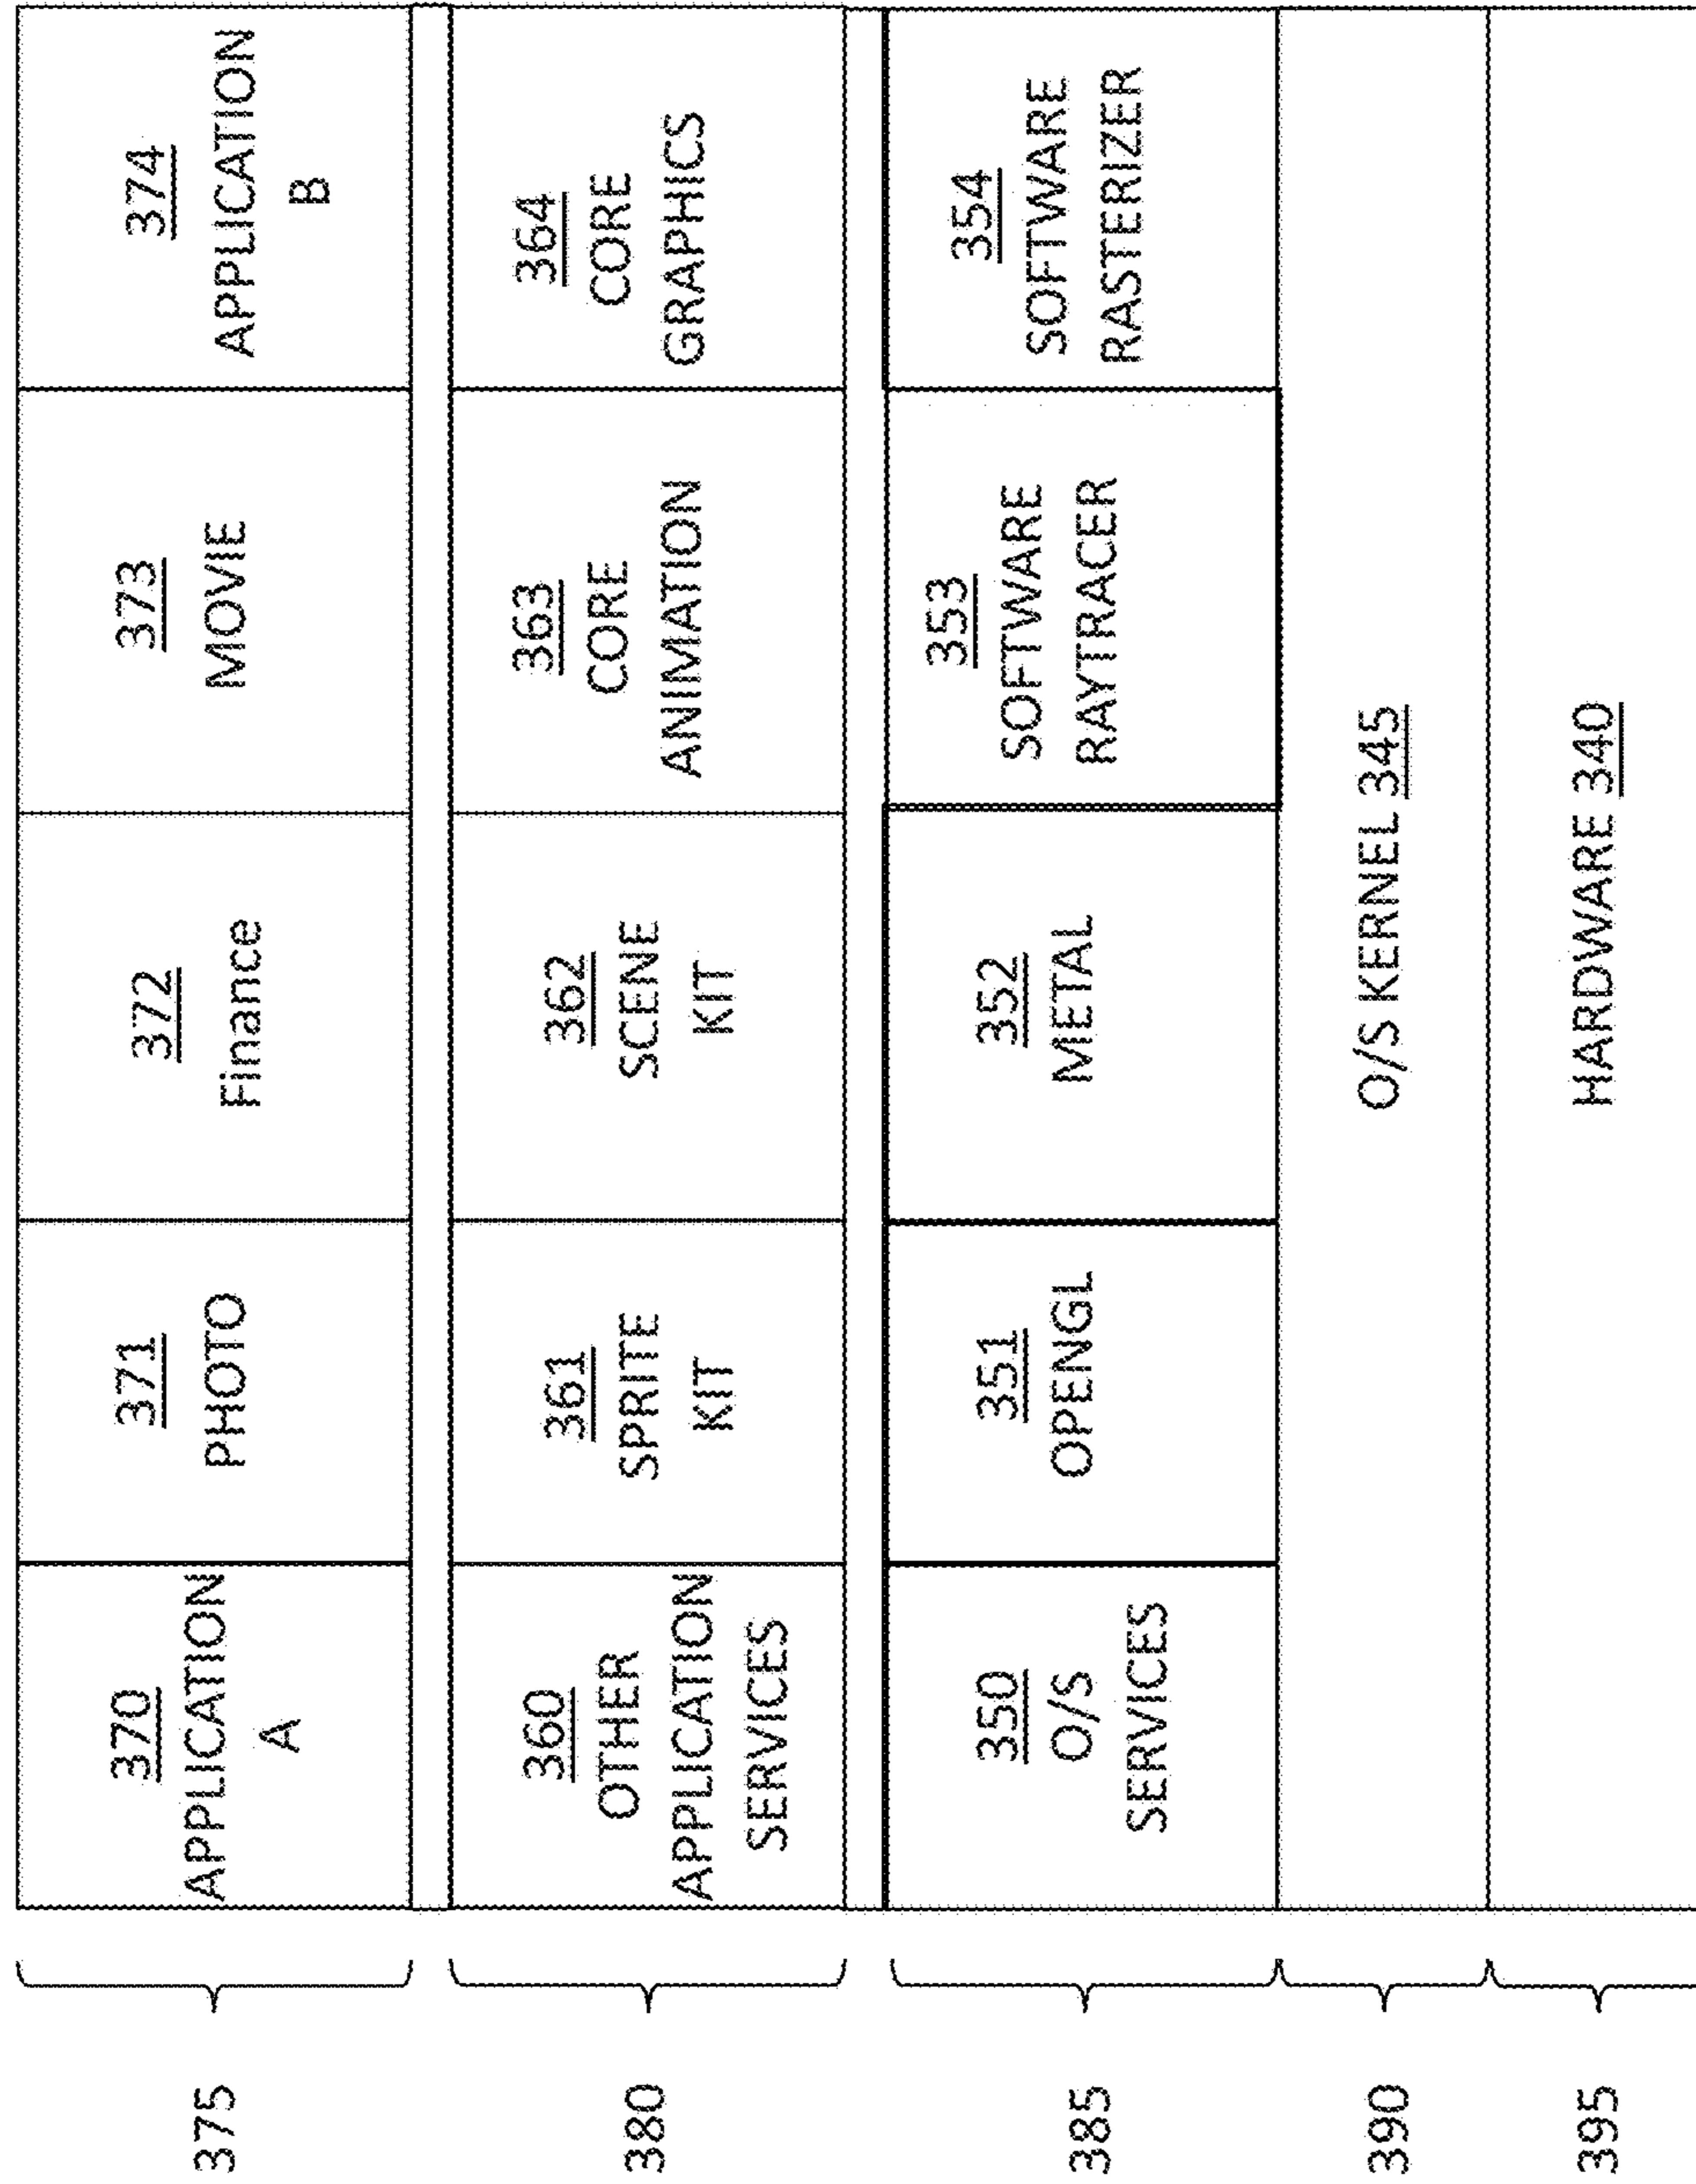 375
370
APPLICATION
A
371
PHOTO
372
Finance
373
MOVIE
374
APPLICATION
B
380
360
OTHER
APPLICATION
SERVICES
361
SPRITE
KIT
362
SCENE
KIT
363
CORE
ANIMATION
364
CORE
GRAPHICS
385
350
O/S
SERVICES
351
OPENGL
352
METAL
353
SOFTWARE
RAYTRACER
354
SOFTWARE
RASTERIZER
390
O/S KERNEL 345
395
HARDWARE 340